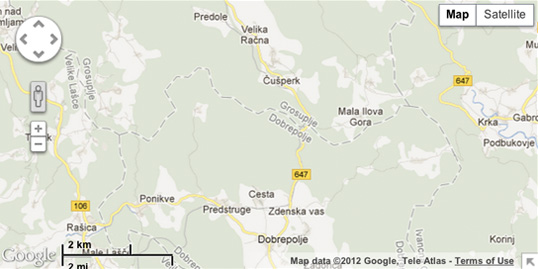 Predole
Map
Satellite
Velika
Račna
Velike Lašče
Grosuplje
Čušperk
647
Grosuplje
Dobrepolje
Mala Ilova
Gora
Krka
Podbukovje
647
Ponikve
Cesta
106
Predstruge
Zdenska vas
Rašica
Dobrepolje
Korinj
Google
2 km
2 mi
Map data ©2012 Google, Tele Atlas - Terms of Use